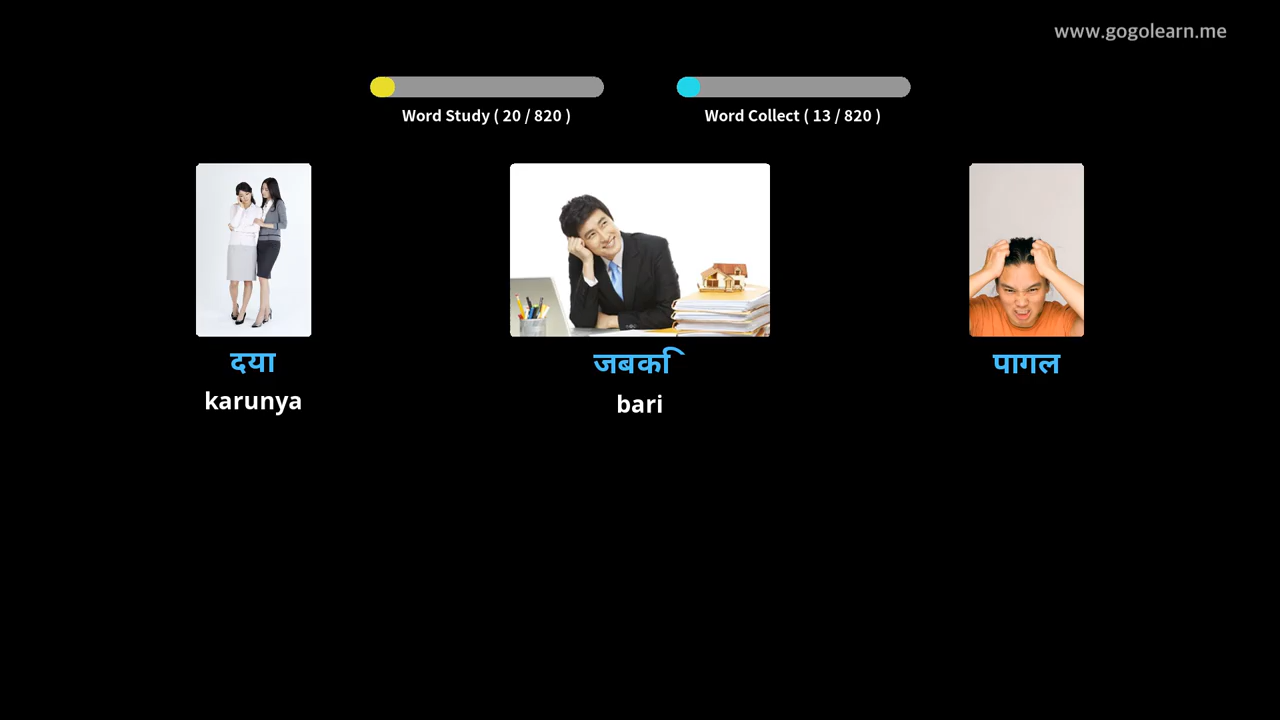 www.gogolearn.me
Word Study ( 20 / 820 )
Word Collect ( 13 / 820 )
दया
karunya
जबकि
bari
पागल